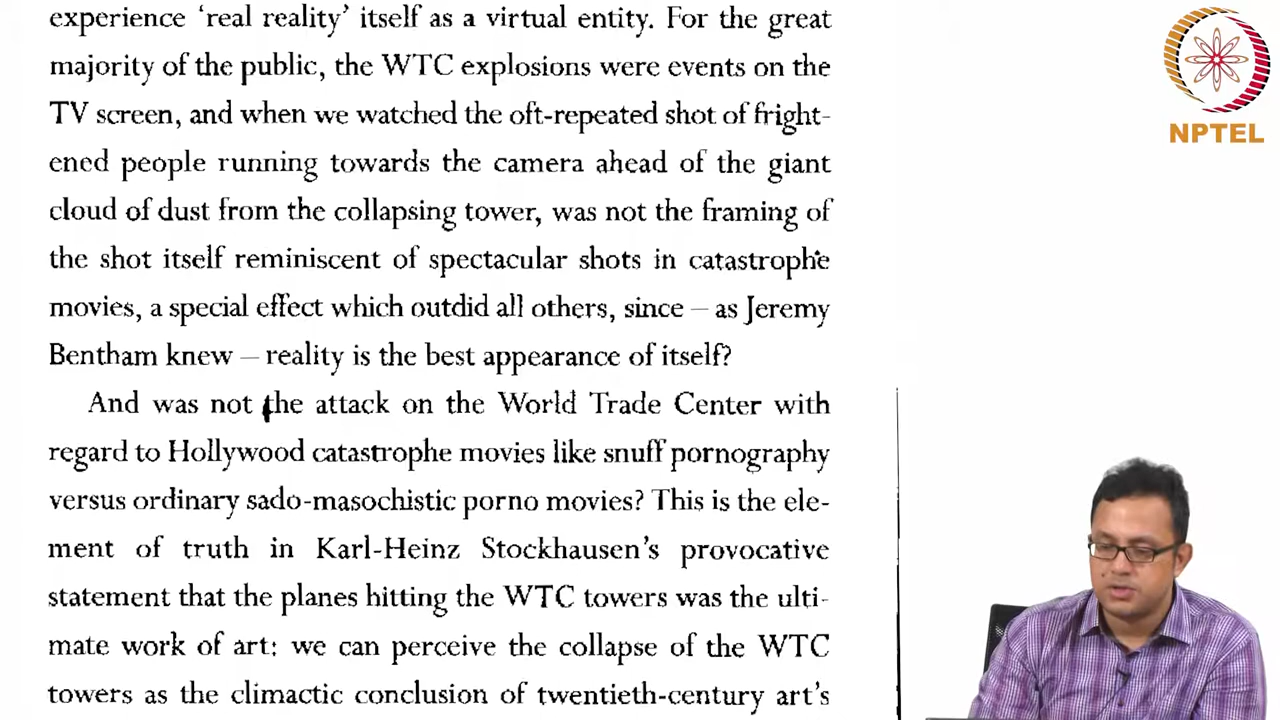 experience ‘real reality’ itself as a virtual entity. For the great
majority of the public, the WTC explosions were events on the
TV screen, and when we watched the oft-repeated shot of fright-
ened people running towards the camera ahead of the giant
cloud of dust from the collapsing tower, was not the framing of
the shot itself reminiscent of spectacular shots in catastrophe
movies, a special effect which outdid all others, since – as Jeremy
Bentham knew – reality is the best appearance of itself?
And was not the attack on the World Trade Center with
regard to Hollywood catastrophe movies like snuff pornography
versus ordinary sado-masochistic porno movies? This is the ele-
ment of truth in Karl-Heinz Stockhausen’s provocative
statement that the planes hitting the WTC towers was the ulti-
mate work of art: we can perceive the collapse of the WTC
towers as the climactic conclusion of twentieth-century art’s
NPTEL